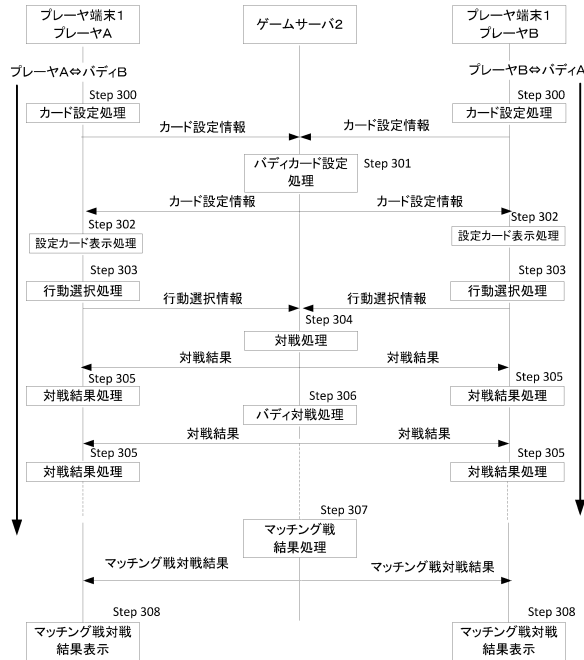 プレーヤ端末1
プレーヤA
ゲームサーバ2
プレーヤ端末1
プレーヤB
プレーヤA⇔バディB
プレーヤB⇔バディA
Step 300
カード設定処理
Step 300
カード設定処理
カード設定情報
カード設定情報
バディカード設定
処理
Step 301
カード設定情報
カード設定情報
Step 302
設定カード表示処理
Step 302
設定カード表示処理
Step 303
行動選択処理
Step 303
行動選択処理
行動選択情報
行動選択情報
Step 304
対戦処理
対戦結果
対戦結果
Step 305
対戦結果処理
Step 305
対戦結果処理
Step 306
バディ対戦処理
対戦結果
対戦結果
Step 305
対戦結果処理
Step 305
対戦結果処理
Step 307
マッチング戦
結果処理
マッチング戦対戦結果
マッチング戦対戦結果
Step 308
マッチング戦対戦
結果表示
Step 308
マッチング戦対戦
結果表示